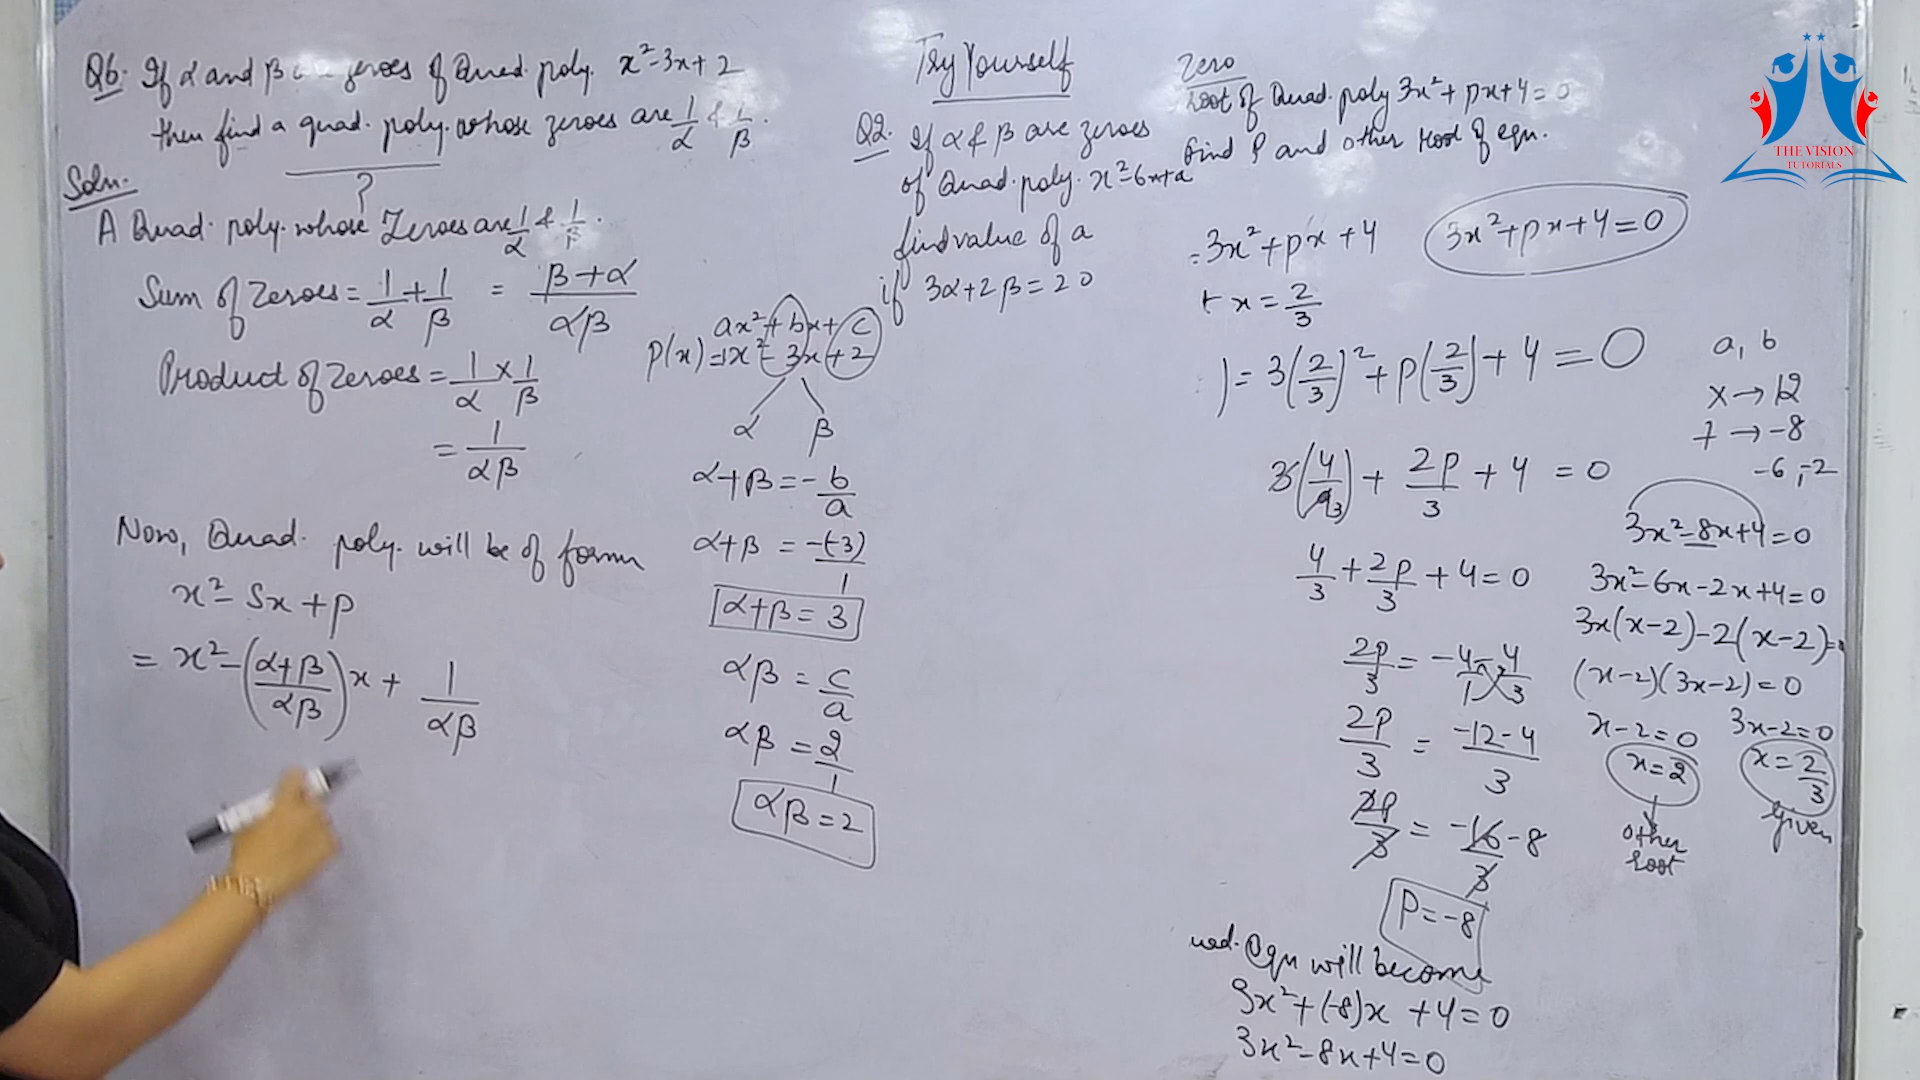 Q6. If α and β zeroes of Quad. poly. x²-3x+2
then find a quad. poly. whose zeroes are 1/α & 1/β.
?
Soln.
A Quad. poly. whose Zeroes are 1/α & 1/β.
Sum of Zeroes = 1/α + 1/β = (β+α)/(αβ)
Product of Zeroes = 1/α × 1/β
= 1/(αβ)
Now, Quad. poly. will be of form
x²-Sx+P
= x²-((α+β)/(αβ))x + 1/(αβ)
ax²+bx+c
P(x)=1x²-3x+2
α β
α+β = -b/a
α+β = -(-3)/1
α+β = 3
αβ = c/a
αβ = 2/1
αβ = 2
Try Yourself
Q2. If α & β are zeroes
of Quad. poly. x²-6x+a
find value of a
if 3α+2β=20
Zero
Root of Quad. poly 3x²+px+4=0
find P and other root of eqn.
= 3x²+px+4
3x²+px+4=0
x = 2/3
) = 3(2/3)²+P(2/3)+4=0
3(4/9)+2P/3+4=0
4/3+2P/3+4=0
2P/3 = -4/1-4/3
2P/3 = (-12-4)/3
2P/3 = -16/3 -8
P=-8
Eqn will become
3x²+(-8)x+4=0
3x²-8x+4=0
a, b
x → 12
+ → -8
-6,-2
3x²-8x+4=0
3x²-6x-2x+4=0
3x(x-2)-2(x-2)=
(x-2)(3x-2)=0
x-2=0 3x-2=0
x=2 x=2/3
other
root
given
THE VISION
TUTORIALS